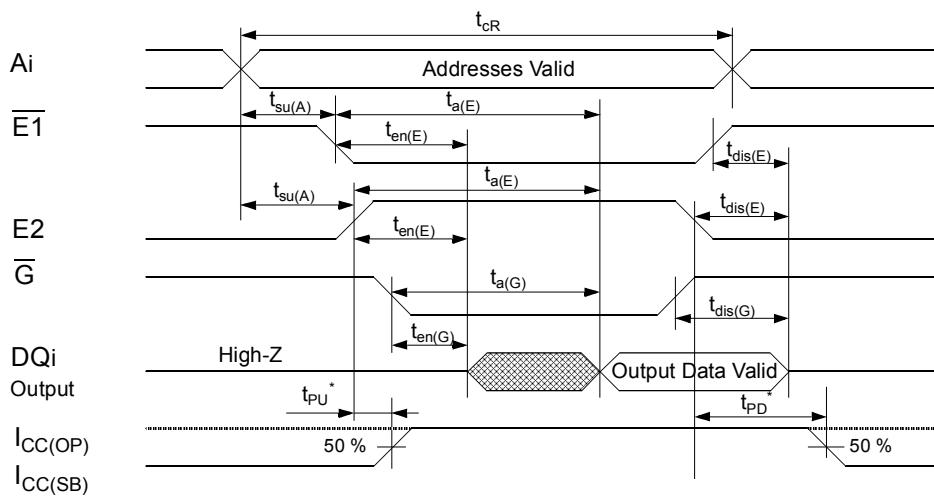 tcR
Ai
Addresses Valid
tsu(A)
ta(E)
E1
ten(E)
tdis(E)
ta(E)
tsu(A)
tdis(E)
E2
ten(E)
G
ta(G)
tdis(G)
ten(G)
DQi
High-Z
Output
Output Data Valid
tPU*
tPD*
ICC(OP)
50 %
50 %
ICC(SB)